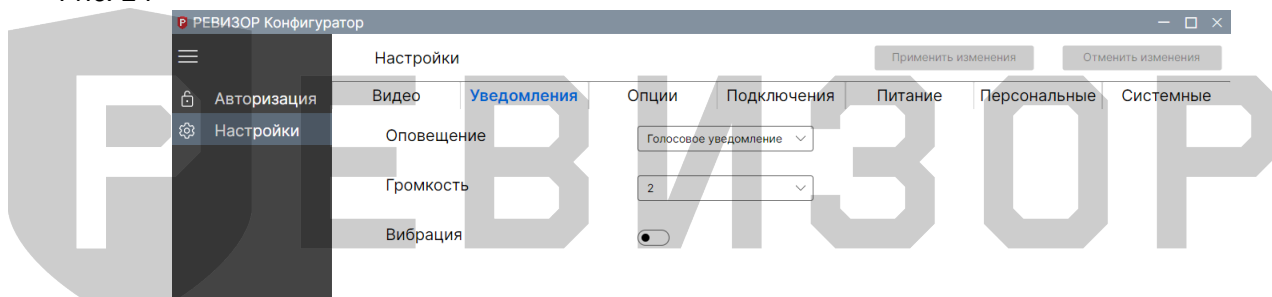 РЕВИЗОР Конфигуратор
Настройки
Применить изменения
Отменить изменения
Авторизация
Настройки
Видео
Уведомления
Опции
Подключения
Питание
Персональные
Системные
Оповещение
Голосовое уведомление
Громкость
2
Вибрация
РЕВИЗОР